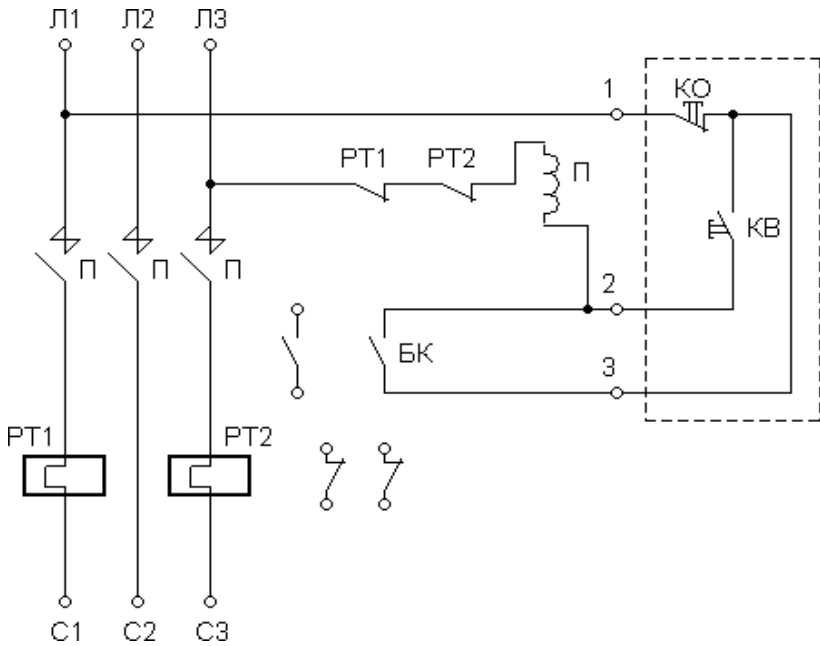 Л1 Л2 Л3
1 КО
РТ1 РТ2 П
КВ
П П П
2
БК
3
РТ1 РТ2
С1 С2 С3